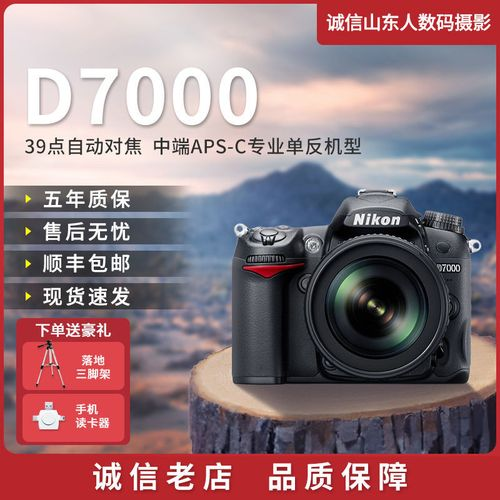 诚信山东人数码摄影
D7000
39点自动对焦 中端APS-C专业单反机型
五年质保
售后无忧
顺丰包邮
现货速发
下单送豪礼
落地
三脚架
手机
读卡器
Nikon
D7000
诚信老店 品质保障